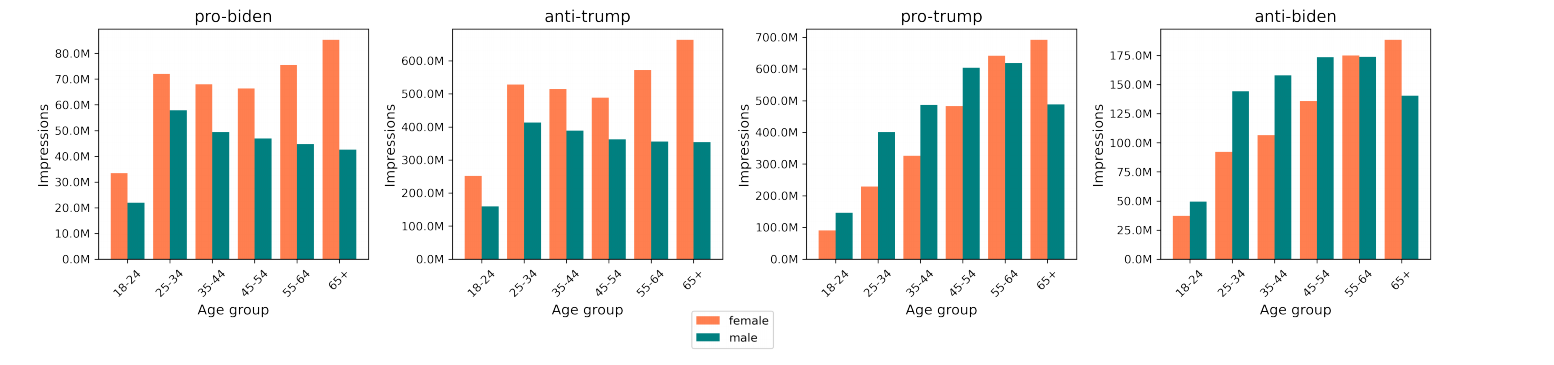 pro-biden
80.0M
70.0M
60.0M
50.0M
40.0M
30.0M
20.0M
10.0M
0.0M
Impressions
18-24
25-34
35-44
45-54
55-64
65+
Age group
anti-trump
600.0M
500.0M
400.0M
300.0M
200.0M
100.0M
0.0M
Impressions
18-24
25-34
35-44
45-54
55-64
65+
Age group
pro-trump
700.0M
600.0M
500.0M
400.0M
300.0M
200.0M
100.0M
0.0M
Impressions
18-24
25-34
35-44
45-54
55-64
65+
Age group
anti-biden
175.0M
150.0M
125.0M
100.0M
75.0M
50.0M
25.0M
0.0M
Impressions
18-24
25-34
35-44
45-54
55-64
65+
Age group
female
male